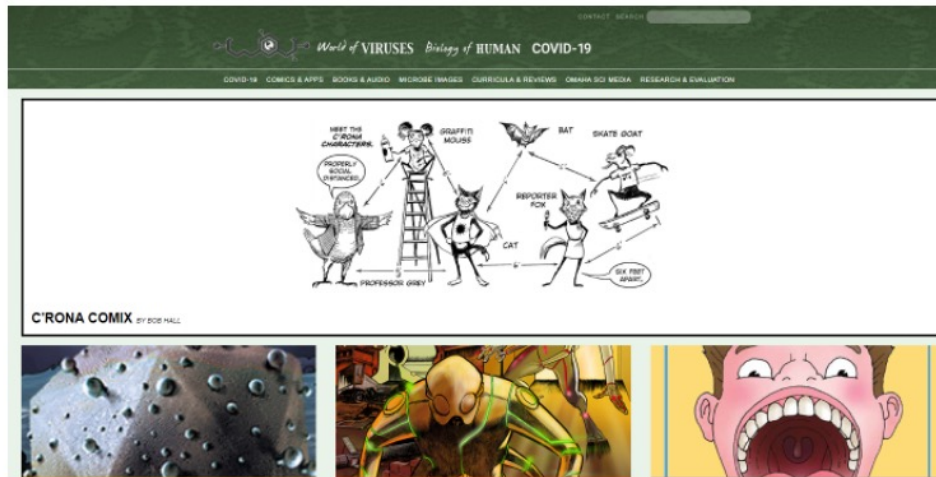 CONTACT SEARCH
World of VIRUSES Biology of HUMAN COVID-19
COVID-19 COMICS & APPS BOOKS & AUDIO MICROBE IMAGES CURRICULA & REVIEWS OMAHA SCI MEDIA RESEARCH & EVALUATION
MEET THE
C'RONA
CHARACTERS.
GRAFFITI
MOUSE
BAT
SKATE GOAT
PROPERLY
SOCIAL
DISTANCED.
REPORTER
FOX
CAT
6'
SIX FEET
APART.
PROFESSOR GREY
C'RONA COMIX BY BOB HALL